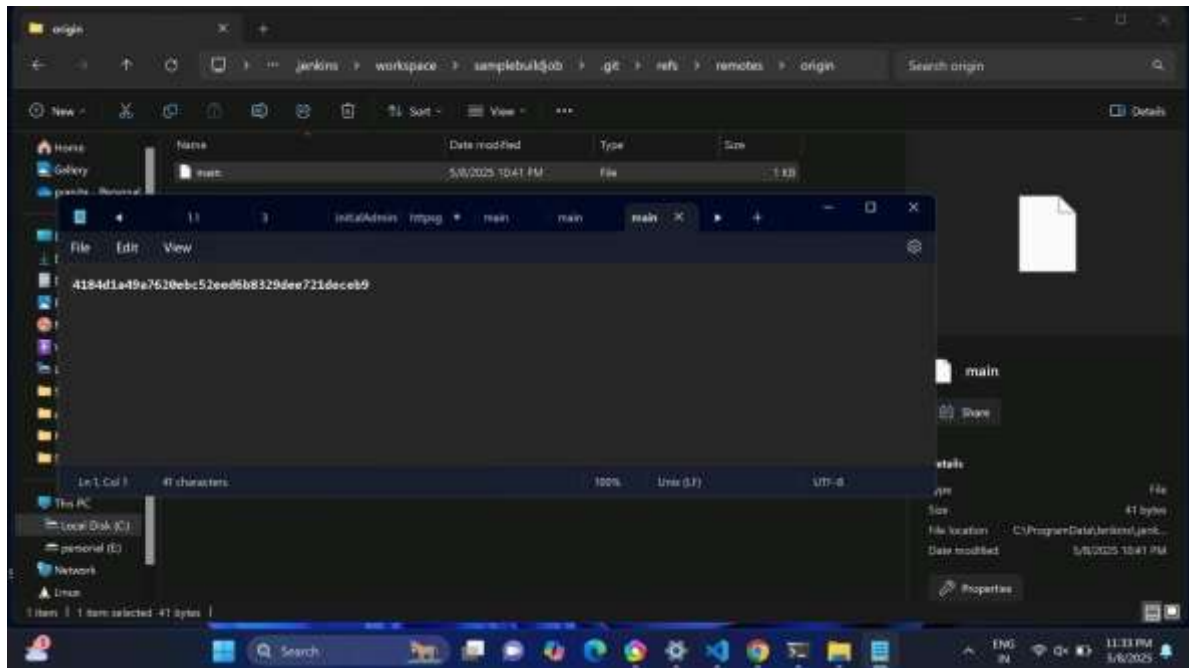 origin
.jenkins > workspace > samplebuildjob > .git > refs > remotes > origin
Search origin
New
Sort
View
Details
Home
Gallery
Name
Date modified
Type
Size
main
5/8/2025 10:41 PM
File
1 KB
11
3
initialAdmin
main
main
main
File
Edit
View
4184d1a49a7620ebc52eed6b8329dee721deceb9
Ln 1, Col 1
41 characters
100%
Unix (LF)
UTF-8
main
Share
File
Size
41 bytes
File location
Date modified
5/8/2025 10:41 PM
Properties
This PC
Local Disk (C:)
personal (E:)
Network
Linux
1 item
1 item selected 41 bytes
Search
ENG
IN
11:33 PM
5/8/2025